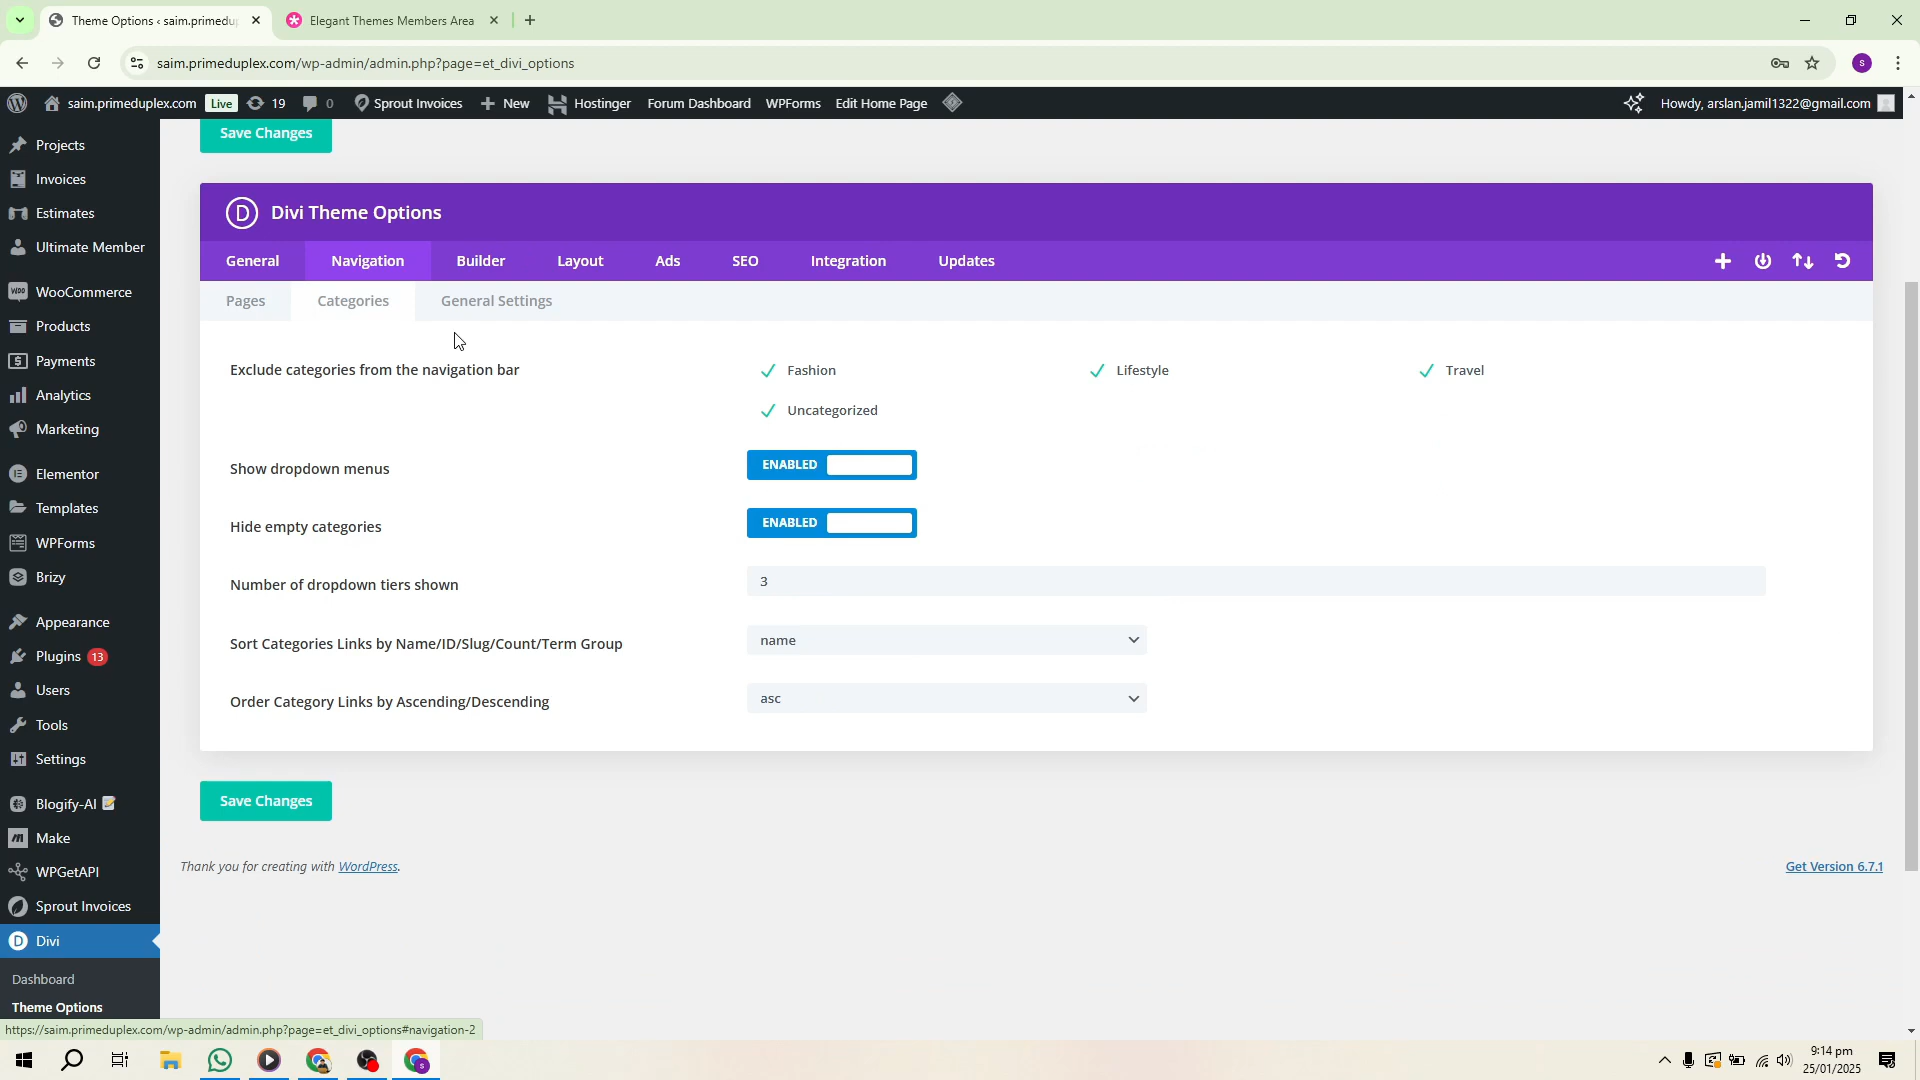 Theme Options ‹ saim.primedup
Elegant Themes Members Area
saim.primeduplex.com/wp-admin/admin.php?page=et_divi_options
S
saim.primeduplex.com
Live
19
0
Sprout Invoices
New
Hostinger
Forum Dashboard
WPForms
Edit Home Page
Howdy, arslan.jamil1322@gmail.com
Projects
Invoices
Estimates
Ultimate Member
WooCommerce
Products
Payments
Analytics
Marketing
Elementor
Templates
WPForms
Brizy
Appearance
Plugins 13
Users
Tools
Settings
Blogify-AI
Make
WPGetAPI
Sprout Invoices
Divi
Dashboard
Theme Options
Save Changes
D Divi Theme Options
General
Navigation
Builder
Layout
Ads
SEO
Integration
Updates
Pages
Categories
General Settings
Exclude categories from the navigation bar
Fashion
Lifestyle
Travel
Uncategorized
Show dropdown menus
ENABLED
Hide empty categories
ENABLED
Number of dropdown tiers shown
3
Sort Categories Links by Name/ID/Slug/Count/Term Group
name
Order Category Links by Ascending/Descending
asc
Save Changes
Thank you for creating with WordPress.
Get Version 6.7.1
https://saim.primeduplex.com/wp-admin/admin.php?page=et_divi_options#navigation-2
9:14 pm
25/01/2025